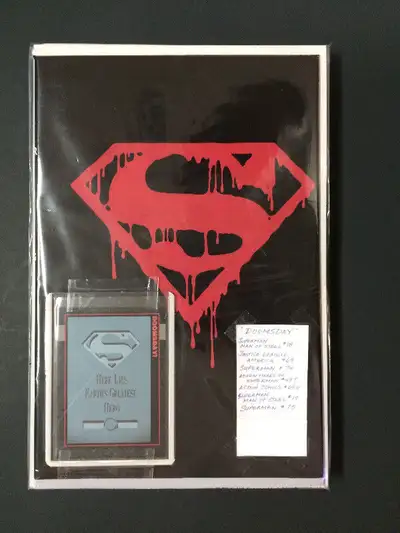 DOOMSDAY!
HERE LIES
EARTH'S GREATEST
HERO
"DOOMSDAY"
SUPERMAN
MAN OF STEEL #18
JUSTICE LEAGUE
AMERICA #69
SUPERMAN #74
ADVENTURES OF
SUPERMAN #497
ACTION COMICS #684
SUPERMAN
MAN OF STEEL #19
SUPERMAN #75